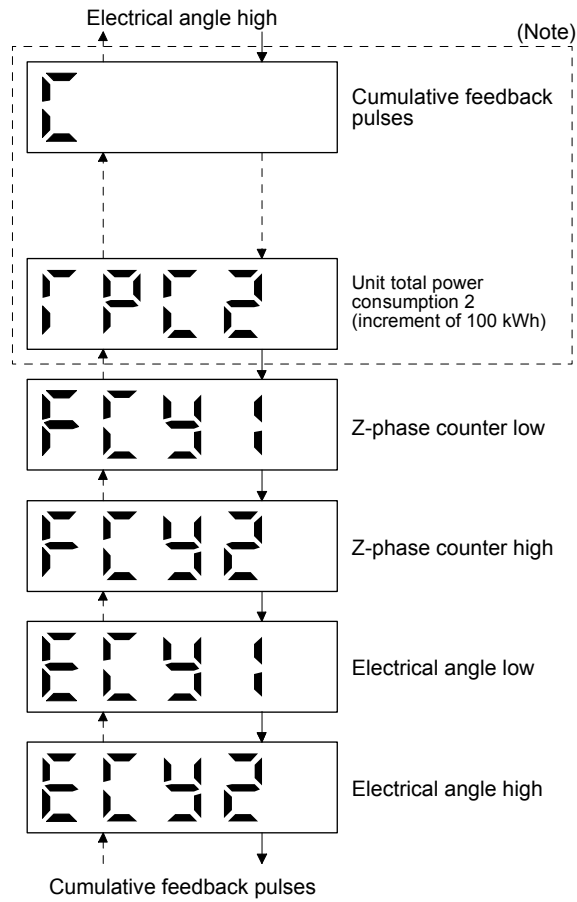 Electrical angle high
(Note)
C
Cumulative feedback
pulses
TPC2
Unit total power
consumption 2
(increment of 100 kWh)
FCY1
Z-phase counter low
FCY2
Z-phase counter high
ECY1
Electrical angle low
ECY2
Electrical angle high
Cumulative feedback pulses